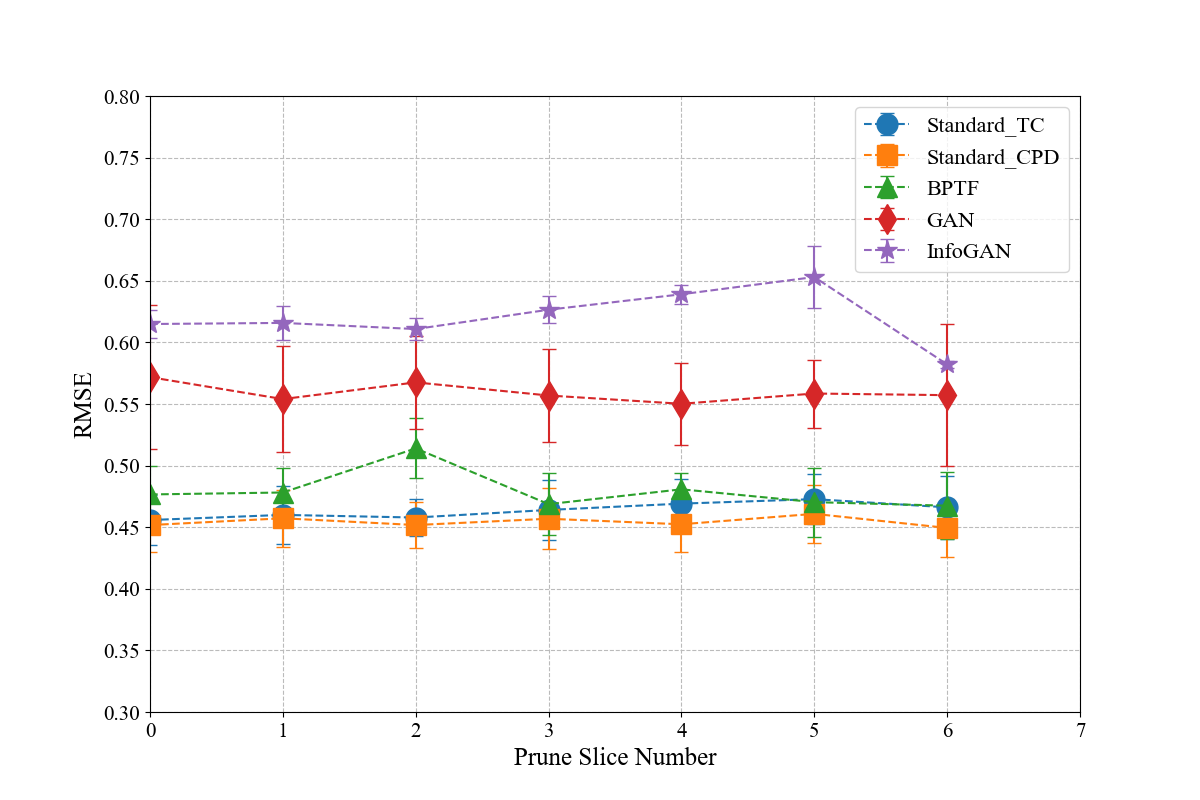 0.80
0.75
0.70
0.65
0.60
0.55
0.50
0.45
0.40
0.35
0.30
RMSE
0 1 2 3 4 5 6 7
Prune Slice Number
Standard_TC
Standard_CPD
BPTF
GAN
InfoGAN